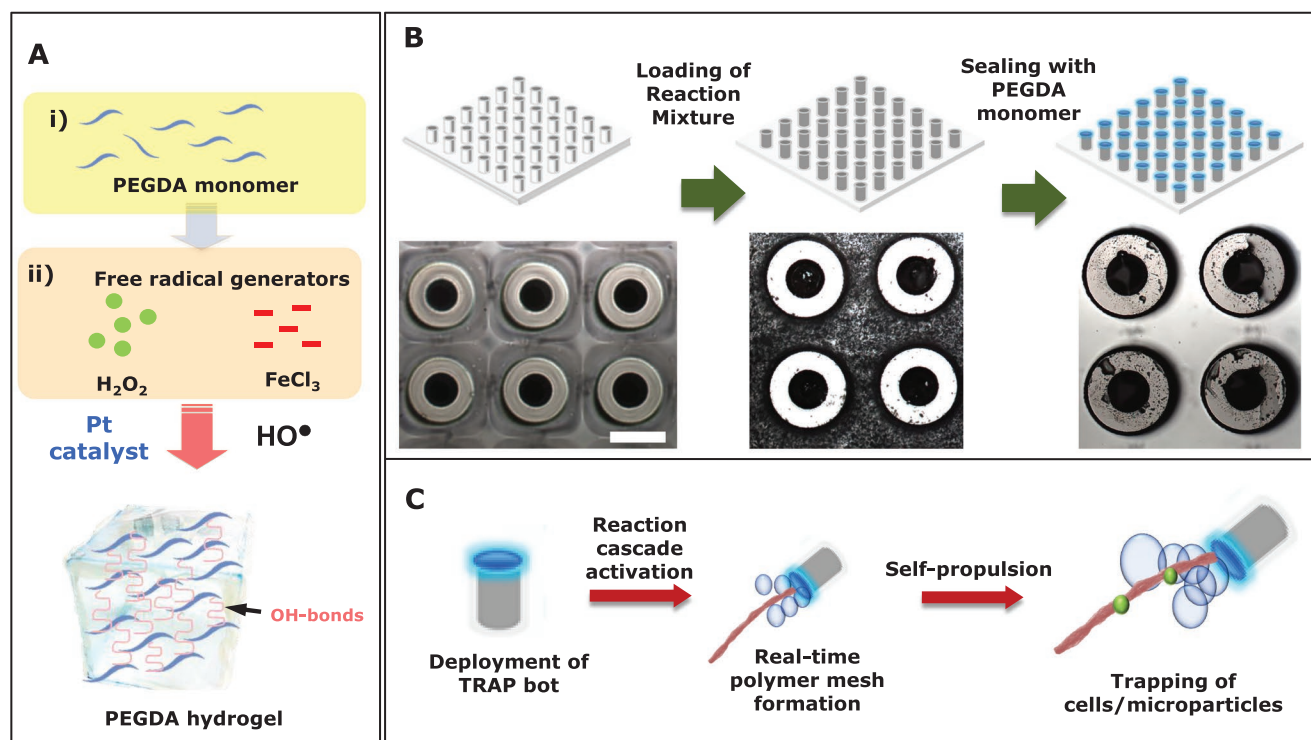 A
i)
PEGDA monomer
ii)
Free radical generators
H₂O₂
FeCl₃
Pt
catalyst
HO●
OH-bonds
PEGDA hydrogel
B
Loading of
Reaction
Mixture
Sealing with
PEGDA
monomer
C
Deployment of
TRAP bot
Reaction
cascade
activation
Real-time
polymer mesh
formation
Self-propulsion
Trapping of
cells/microparticles